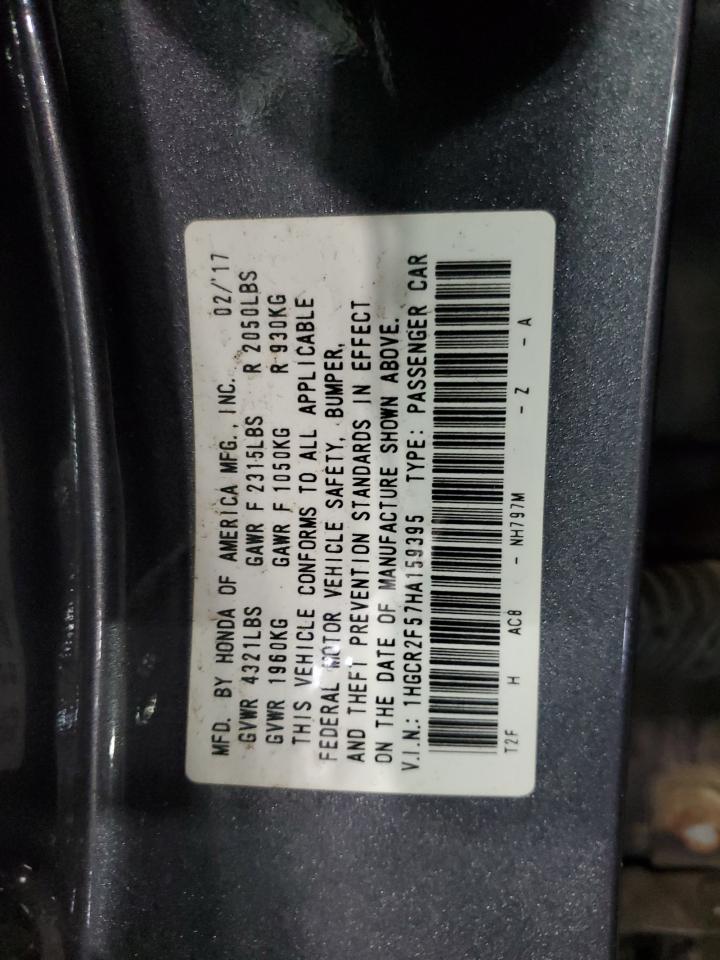 MFD. BY HONDA OF AMERICA MFG., INC. 02/'17
GVWR 4321LBS GAWR F 2315LBS R 2050LBS
GVWR 1960KG GAWR F 1050KG R 930KG
THIS VEHICLE CONFORMS TO ALL APPLICABLE
FEDERAL MOTOR VEHICLE SAFETY, BUMPER,
AND THEFT PREVENTION STANDARDS IN EFFECT
ON THE DATE OF MANUFACTURE SHOWN ABOVE.
V.I.N.: 1HGCR2F57HA159395 TYPE: PASSENGER CAR
T2F H AC8 - NH797M - Z - A